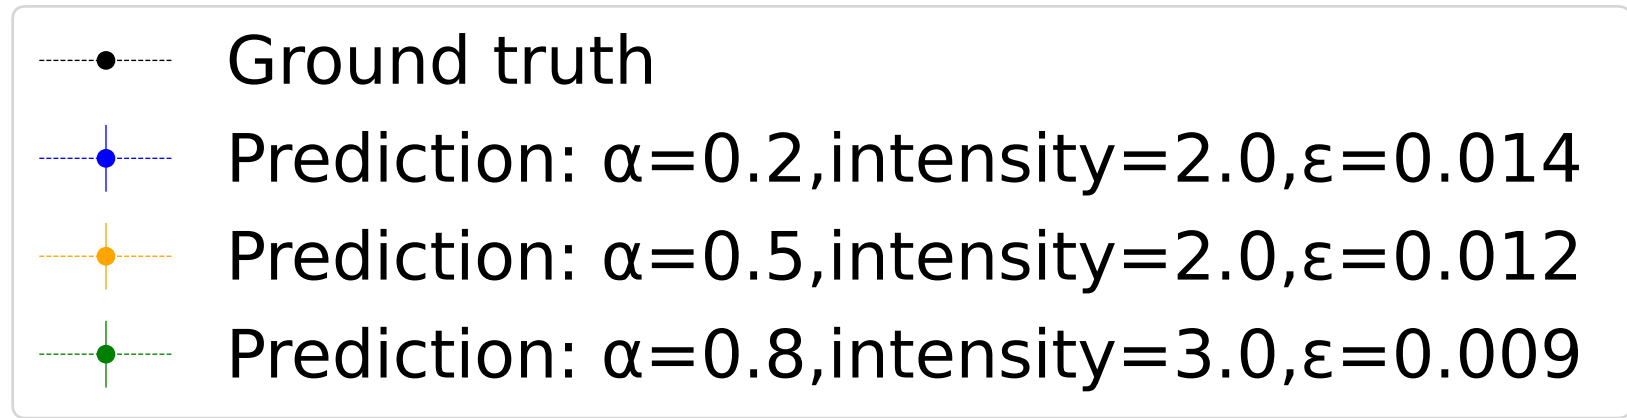 Ground truth
Prediction: α=0.2,intensity=2.0,ε=0.014
Prediction: α=0.5,intensity=2.0,ε=0.012
Prediction: α=0.8,intensity=3.0,ε=0.009